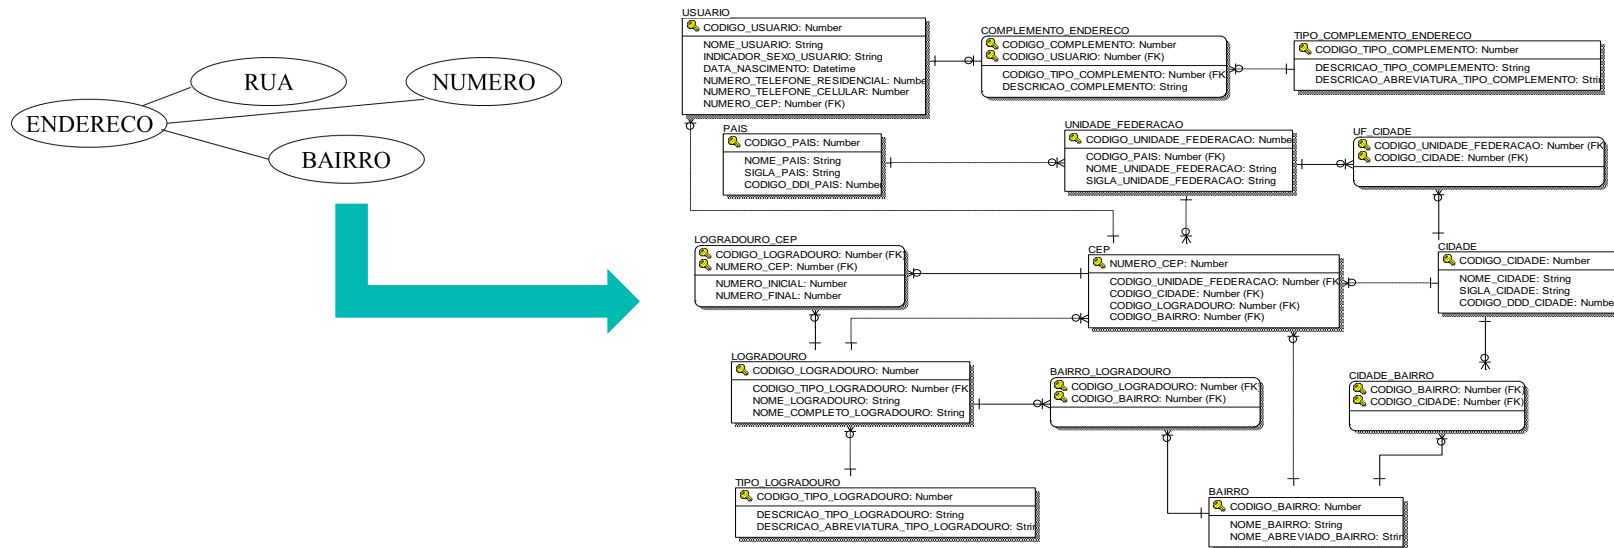 RUA
NUMERO
ENDERECO
BAIRRO
USUARIO
CODIGO_USUARIO: Number
NOME_USUARIO: String
INDICADOR_SEXO_USUARIO: String
DATA_NASCIMENTO: Datetime
NUMERO_TELEFONE_RESIDENCIAL: Numbe
NUMERO_TELEFONE_CELULAR: Number
NUMERO_CEP: Number (FK)
COMPLEMENTO_ENDERECO
CODIGO_COMPLEMENTO: Number
CODIGO_USUARIO: Number (FK)
CODIGO_TIPO_COMPLEMENTO: Number (FK
DESCRICAO_COMPLEMENTO: String
TIPO_COMPLEMENTO_ENDERECO
CODIGO_TIPO_COMPLEMENTO: Number
DESCRICAO_TIPO_COMPLEMENTO: String
DESCRICAO_ABREVIATURA_TIPO_COMPLEMENTO: Strin
PAIS
CODIGO_PAIS: Number
NOME_PAIS: String
SIGLA_PAIS: String
CODIGO_DDI_PAIS: Number
UNIDADE_FEDERACAO
CODIGO_UNIDADE_FEDERACAO: Numbe
CODIGO_PAIS: Number (FK)
NOME_UNIDADE_FEDERACAO: String
SIGLA_UNIDADE_FEDERACAO: String
UF_CIDADE
CODIGO_UNIDADE_FEDERACAO: Number (FK
CODIGO_CIDADE: Number (FK)
LOGRADOURO_CEP
CODIGO_LOGRADOURO: Number (FK)
NUMERO_CEP: Number (FK)
NUMERO_INICIAL: Number
NUMERO_FINAL: Number
CEP
NUMERO_CEP: Number
CODIGO_UNIDADE_FEDERACAO: Number (FK
CODIGO_CIDADE: Number (FK)
CODIGO_LOGRADOURO: Number (FK)
CODIGO_BAIRRO: Number (FK)
CIDADE
CODIGO_CIDADE: Number
NOME_CIDADE: String
SIGLA_CIDADE: String
CODIGO_DDD_CIDADE: Numbe
LOGRADOURO
CODIGO_LOGRADOURO: Number
CODIGO_TIPO_LOGRADOURO: Number (FK
NOME_LOGRADOURO: String
NOME_COMPLETO_LOGRADOURO: String
BAIRRO_LOGRADOURO
CODIGO_LOGRADOURO: Number (FK)
CODIGO_BAIRRO: Number (FK)
CIDADE_BAIRRO
CODIGO_BAIRRO: Number (FK)
CODIGO_CIDADE: Number (FK)
TIPO_LOGRADOURO
CODIGO_TIPO_LOGRADOURO: Number
DESCRICAO_TIPO_LOGRADOURO: String
DESCRICAO_ABREVIATURA_TIPO_LOGRADOURO: Strin
BAIRRO
CODIGO_BAIRRO: Number
NOME_BAIRRO: String
NOME_ABREVIADO_BAIRRO: Strin